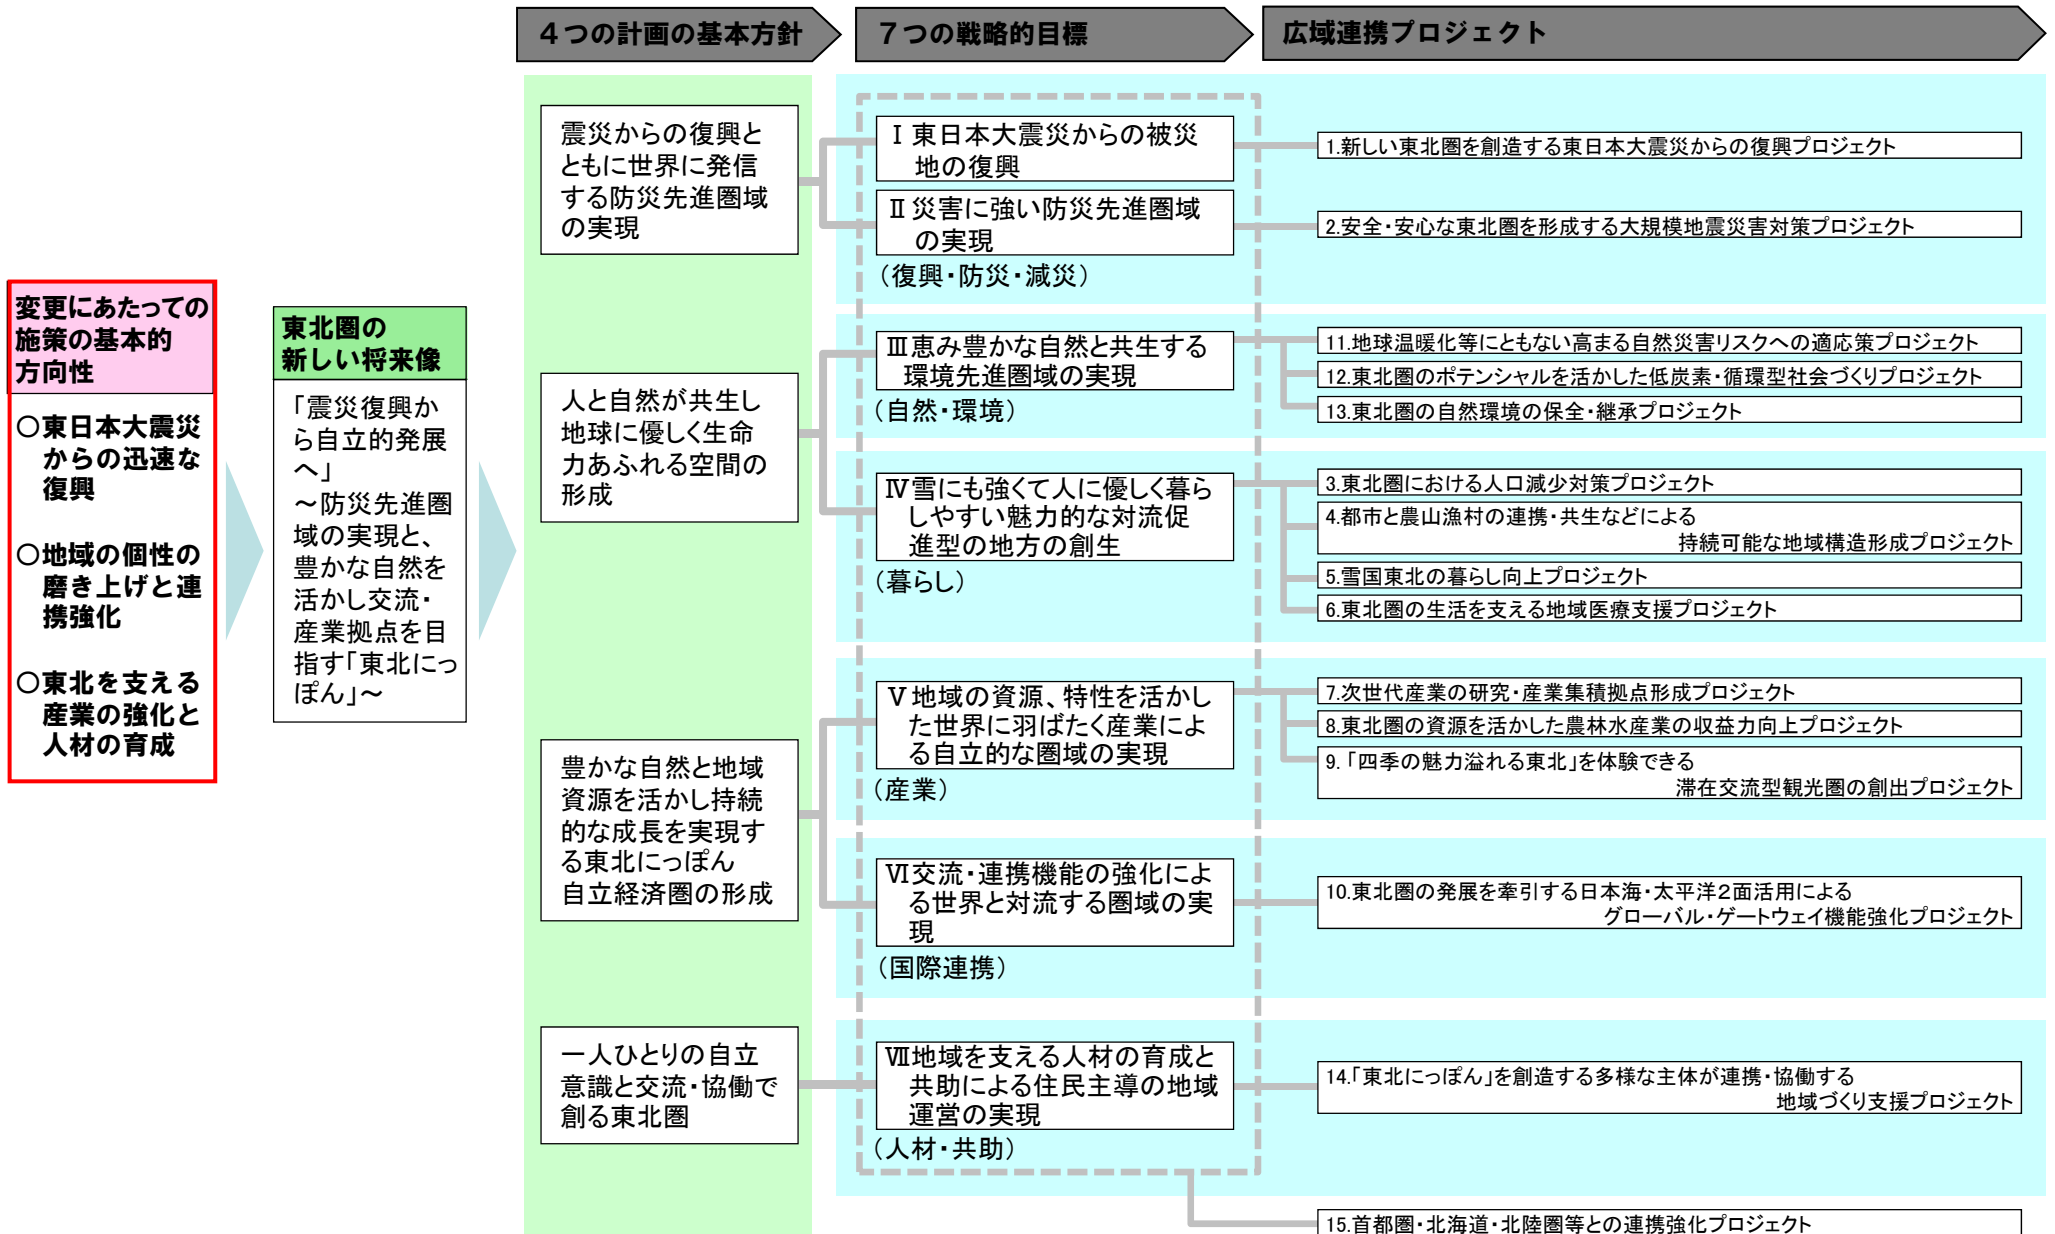 ４つの計画の基本方針
７つの戦略的目標
広域連携プロジェクト
変更にあたっての
施策の基本的
方向性
○東日本大震災
からの迅速な
復興
○地域の個性の
磨き上げと連
携強化
○東北を支える
産業の強化と
人材の育成
東北圏の
新しい将来像
「震災復興か
ら自立的発展
へ」
～防災先進圏
域の実現と、
豊かな自然を
活かし交流・
産業拠点を目
指す「東北にっ
ぽん」～
震災からの復興と
ともに世界に発信
する防災先進圏域
の実現
Ⅰ東日本大震災からの被災
地の復興
Ⅱ災害に強い防災先進圏域
の実現
（復興・防災・減災）
1.新しい東北圏を創造する東日本大震災からの復興プロジェクト
2.安全・安心な東北圏を形成する大規模地震災害対策プロジェクト
人と自然が共生し
地球に優しく生命
力あふれる空間の
形成
Ⅲ恵み豊かな自然と共生する
環境先進圏域の実現
（自然・環境）
11.地球温暖化等にともない高まる自然災害リスクへの適応策プロジェクト
12.東北圏のポテンシャルを活かした低炭素・循環型社会づくりプロジェクト
13.東北圏の自然環境の保全・継承プロジェクト
Ⅳ雪にも強くて人に優しく暮ら
しやすい魅力的な対流促
進型の地方の創生
（暮らし）
3.東北圏における人口減少対策プロジェクト
4.都市と農山漁村の連携・共生などによる
持続可能な地域構造形成プロジェクト
5.雪国東北の暮らし向上プロジェクト
6.東北圏の生活を支える地域医療支援プロジェクト
豊かな自然と地域
資源を活かし持続
的な成長を実現す
る東北にっぽん
自立経済圏の形成
Ⅴ地域の資源、特性を活かし
た世界に羽ばたく産業によ
る自立的な圏域の実現
（産業）
7.次世代産業の研究・産業集積拠点形成プロジェクト
8.東北圏の資源を活かした農林水産業の収益力向上プロジェクト
9.「四季の魅力溢れる東北」を体験できる
滞在交流型観光圏の創出プロジェクト
Ⅵ交流・連携機能の強化によ
る世界と対流する圏域の実
現
（国際連携）
10.東北圏の発展を牽引する日本海・太平洋２面活用による
グローバル・ゲートウェイ機能強化プロジェクト
一人ひとりの自立
意識と交流・協働で
創る東北圏
Ⅶ地域を支える人材の育成と
共助による住民主導の地域
運営の実現
（人材・共助）
14.「東北にっぽん」を創造する多様な主体が連携・協働する
地域づくり支援プロジェクト
15.首都圏・北海道・北陸圏等との連携強化プロジェクト